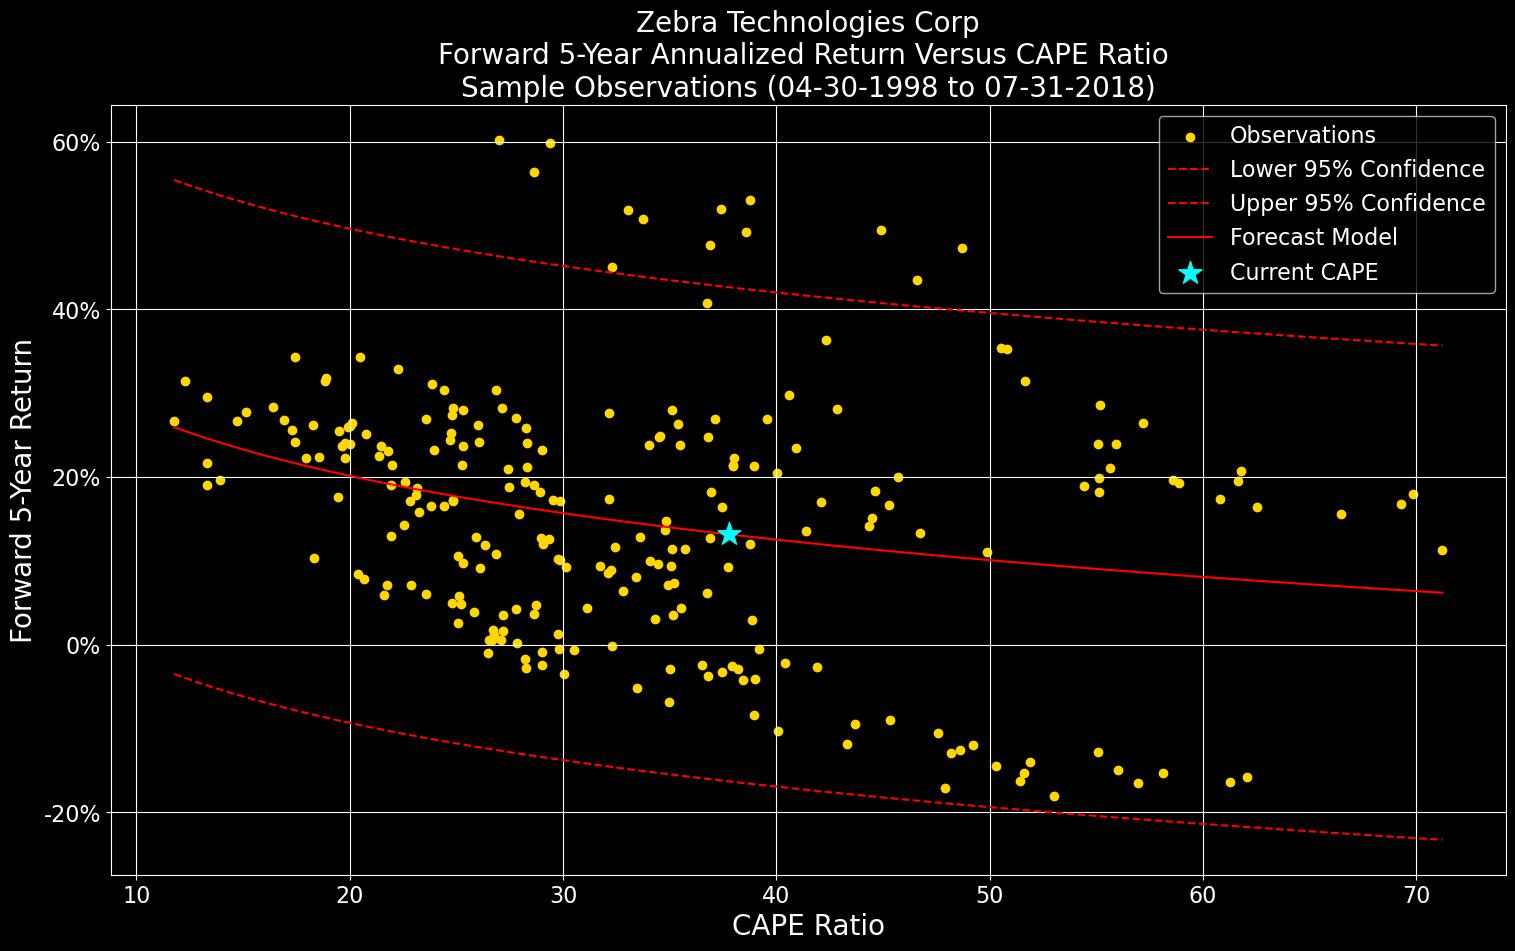 Zebra Technologies Corp
Forward 5-Year Annualized Return Versus CAPE Ratio
Sample Observations (04-30-1998 to 07-31-2018)
Observations
Lower 95% Confidence
Upper 95% Confidence
Forecast Model
Current CAPE
Forward 5-Year Return
60%
40%
20%
0%
-20%
10 20 30 40 50 60 70
CAPE Ratio